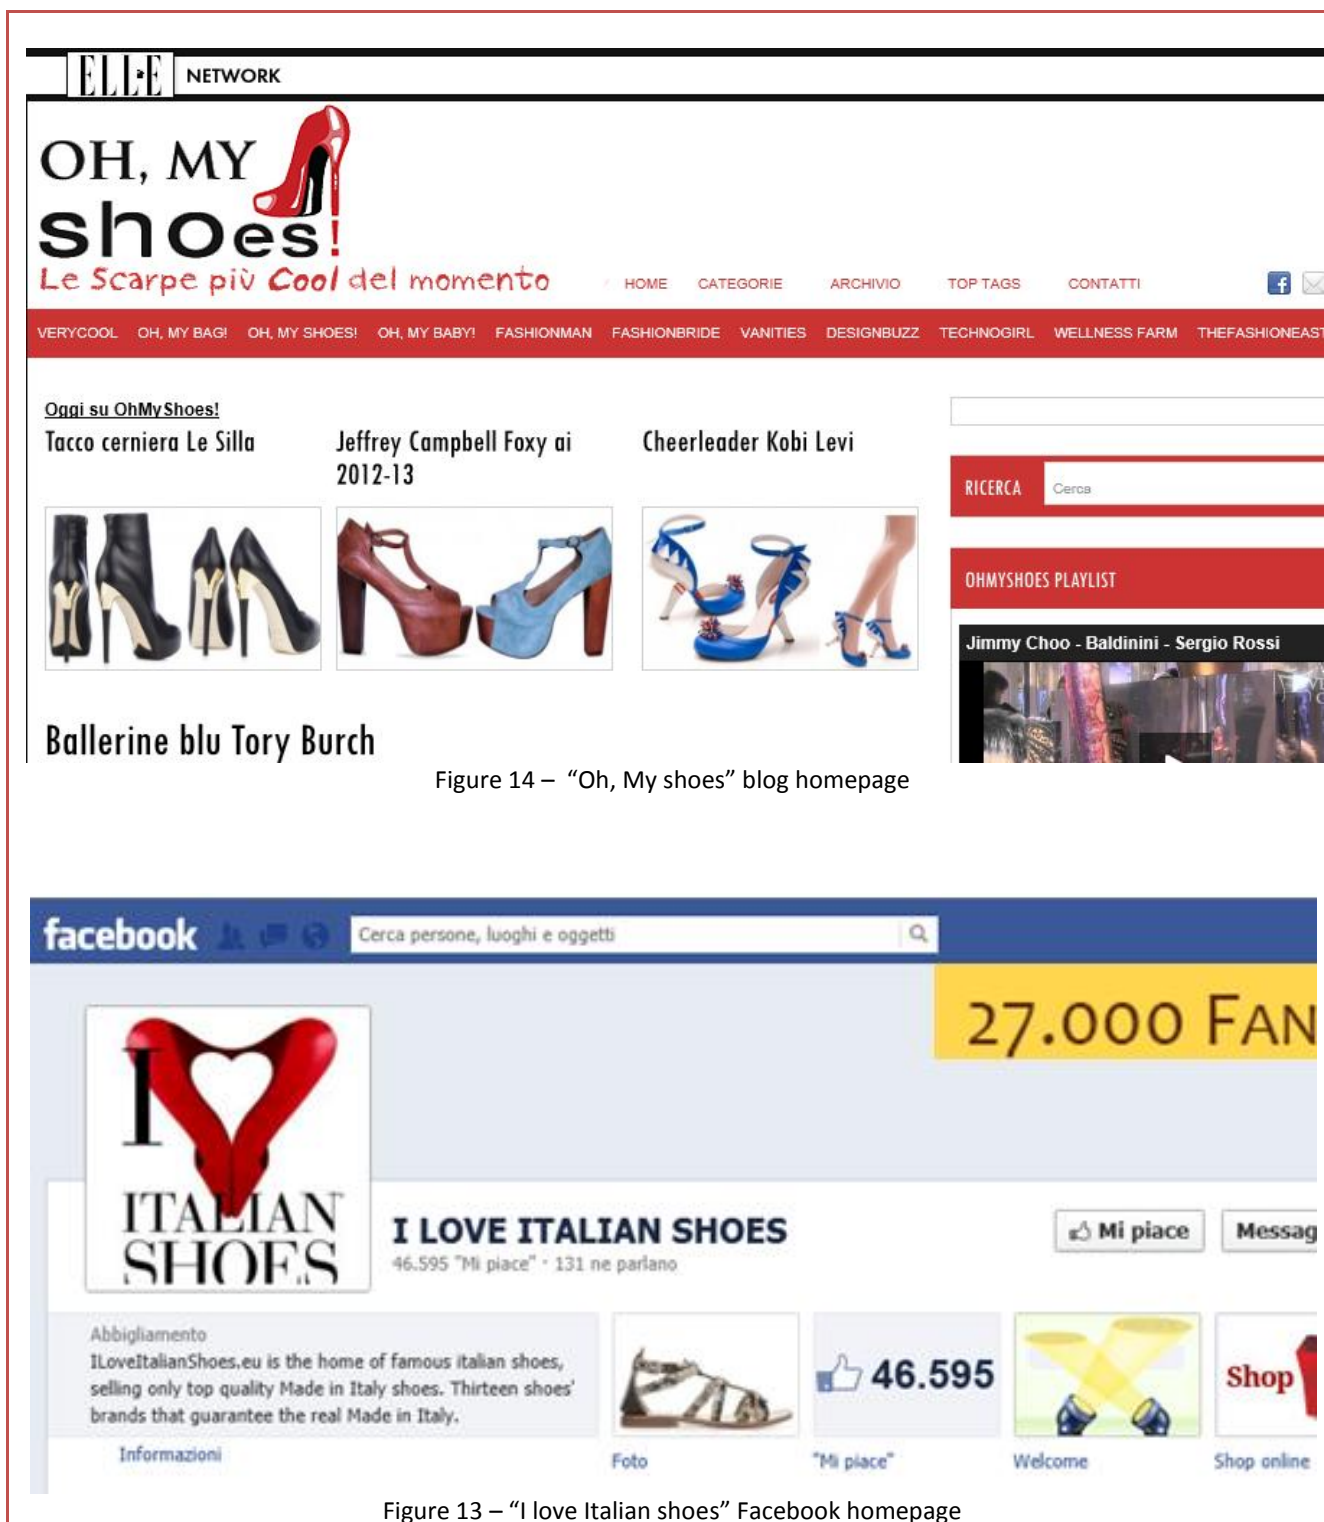 ELLE NETWORK
OH, MY
shoes!
Le Scarpe più Cool del momento
HOME CATEGORIE ARCHIVIO TOP TAGS CONTATTI
VERYCOOL OH, MY BAG! OH, MY SHOES! OH, MY BABY! FASHIONMAN FASHIONBRIDE VANITIES DESIGNBUZZ TECHNOGIRL WELLNESS FARM THEFASHIONEAST
Oggi su OhMyShoes!
Tacco cerniera Le Silla
Jeffrey Campbell Foxy ai
2012-13
Cheerleader Kobi Levi
RICERCA Cerca
OHMYSHOES PLAYLIST
Jimmy Choo - Baldinini - Sergio Rossi
Ballerine blu Tory Burch
Figure 14 – "Oh, My shoes" blog homepage
facebook Cerca persone, luoghi e oggetti
27.000 FAN
I
ITALIAN
SHOES
I LOVE ITALIAN SHOES
46.595 "Mi piace" · 131 ne parlano
Mi piace Messag
Abbigliamento
ILoveItalianShoes.eu is the home of famous italian shoes,
selling only top quality Made in Italy shoes. Thirteen shoes'
brands that guarantee the real Made in Italy.
Informazioni
46.595
Shop
Foto "Mi piace" Welcome Shop online
Figure 13 – "I love Italian shoes" Facebook homepage